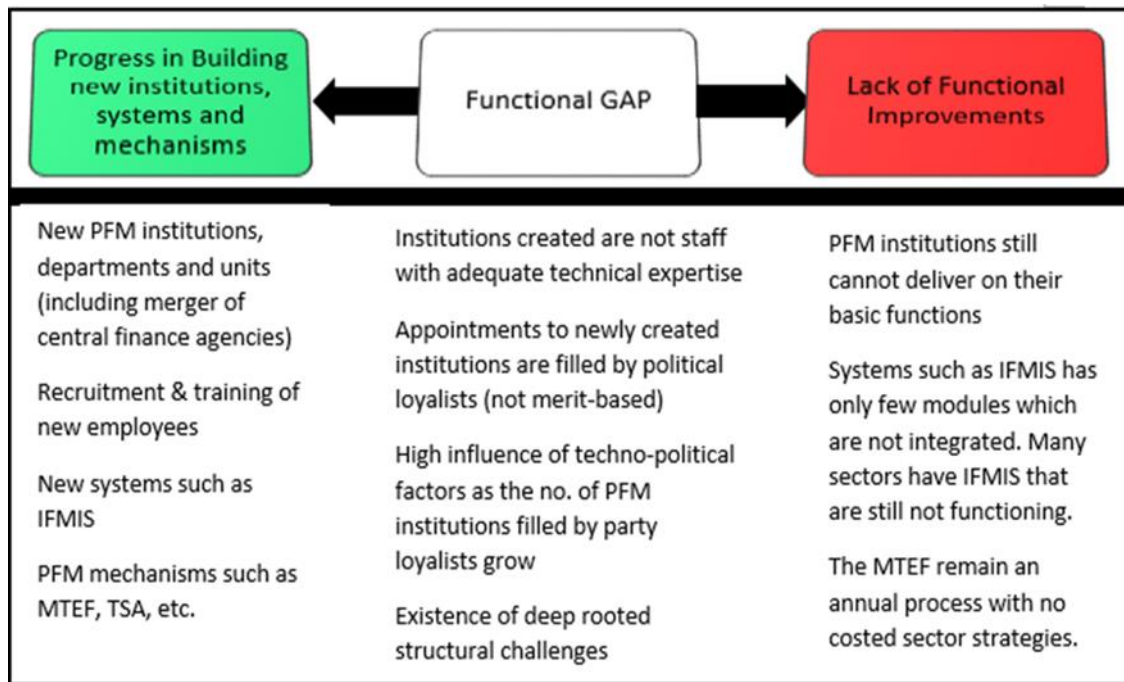 Progress in Building
new institutions,
systems and
mechanisms
Functional GAP
Lack of Functional
Improvements
New PFM institutions,
departments and units
(including merger of
central finance agencies)
Recruitment & training of
new employees
New systems such as
IFMIS
PFM mechanisms such as
MTEF, TSA, etc.
Institutions created are not staff
with adequate technical expertise
Appointments to newly created
institutions are filled by political
loyalists (not merit-based)
High influence of techno-political
factors as the no. of PFM
institutions filled by party
loyalists grow
Existence of deep rooted
structural challenges
PFM institutions still
cannot deliver on their
basic functions
Systems such as IFMIS has
only few modules which
are not integrated. Many
sectors have IFMIS that
are still not functioning.
The MTEF remain an
annual process with no
costed sector strategies.